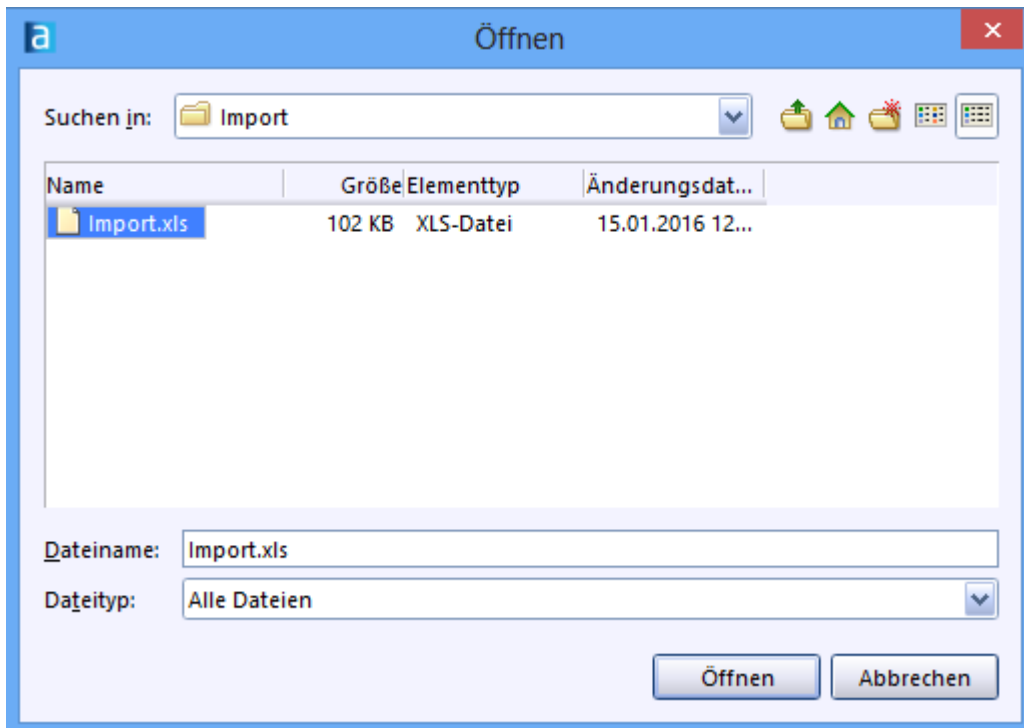 a Öffnen
Suchen in: Import
Name Größe Elementtyp Änderungsdat...
Import.xls 102 KB XLS-Datei 15.01.2016 12...
Dateiname: Import.xls
Dateityp: Alle Dateien
Öffnen Abbrechen